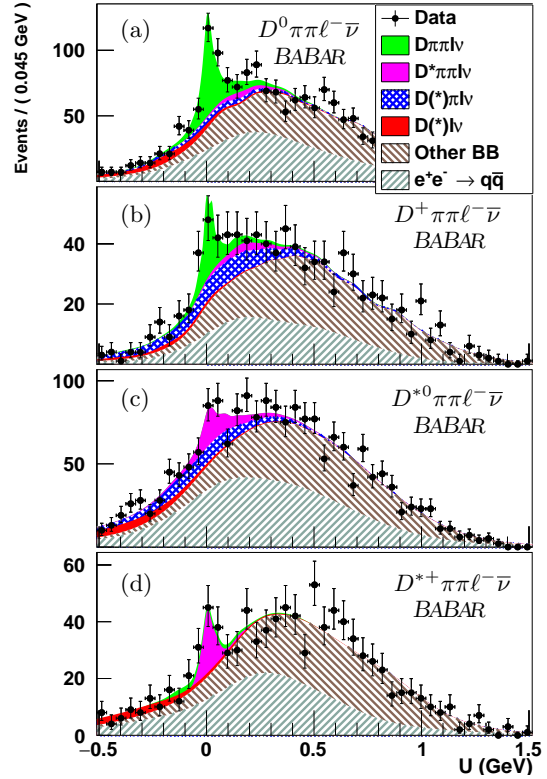 Events / ( 0.045 GeV )
100
50
(a)
D⁰ππℓ⁻ν̅
BABAR
Data
Dππlν
D*ππlν
D(*)πlν
D(*)lν
Other BB
e⁺e⁻ → qq̅
40
20
(b)
D⁺ππℓ⁻ν̅
BABAR
100
50
(c)
D*⁰ππℓ⁻ν̅
BABAR
60
40
20
0
(d)
D*⁺ππℓ⁻ν̅
BABAR
-0.5 0 0.5 1 1.5
U (GeV)